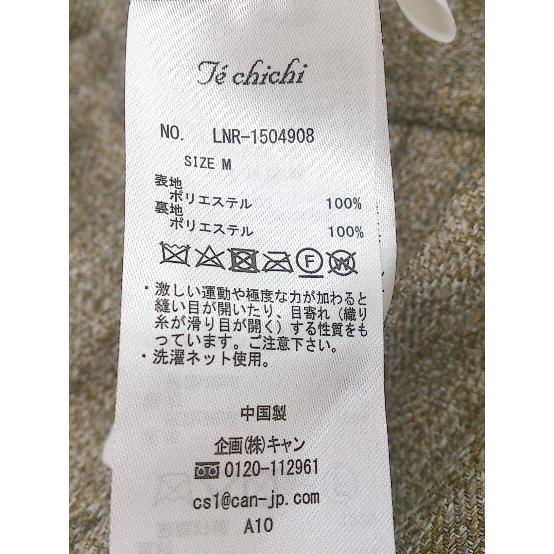 Té chichi
NO. LNR-1504908
SIZE M
表地
ポリエステル 100%
裏地
ポリエステル 100%
F W
・激しい運動や極度な力が加わると
縫い目が開いたり、目寄れ（織り
糸が滑り目が開く）する性質をも
っています。ご注意下さい。
・洗濯ネット使用。
中国製
企画(株)キャン
0120-112961
cs1@can-jp.com
A10